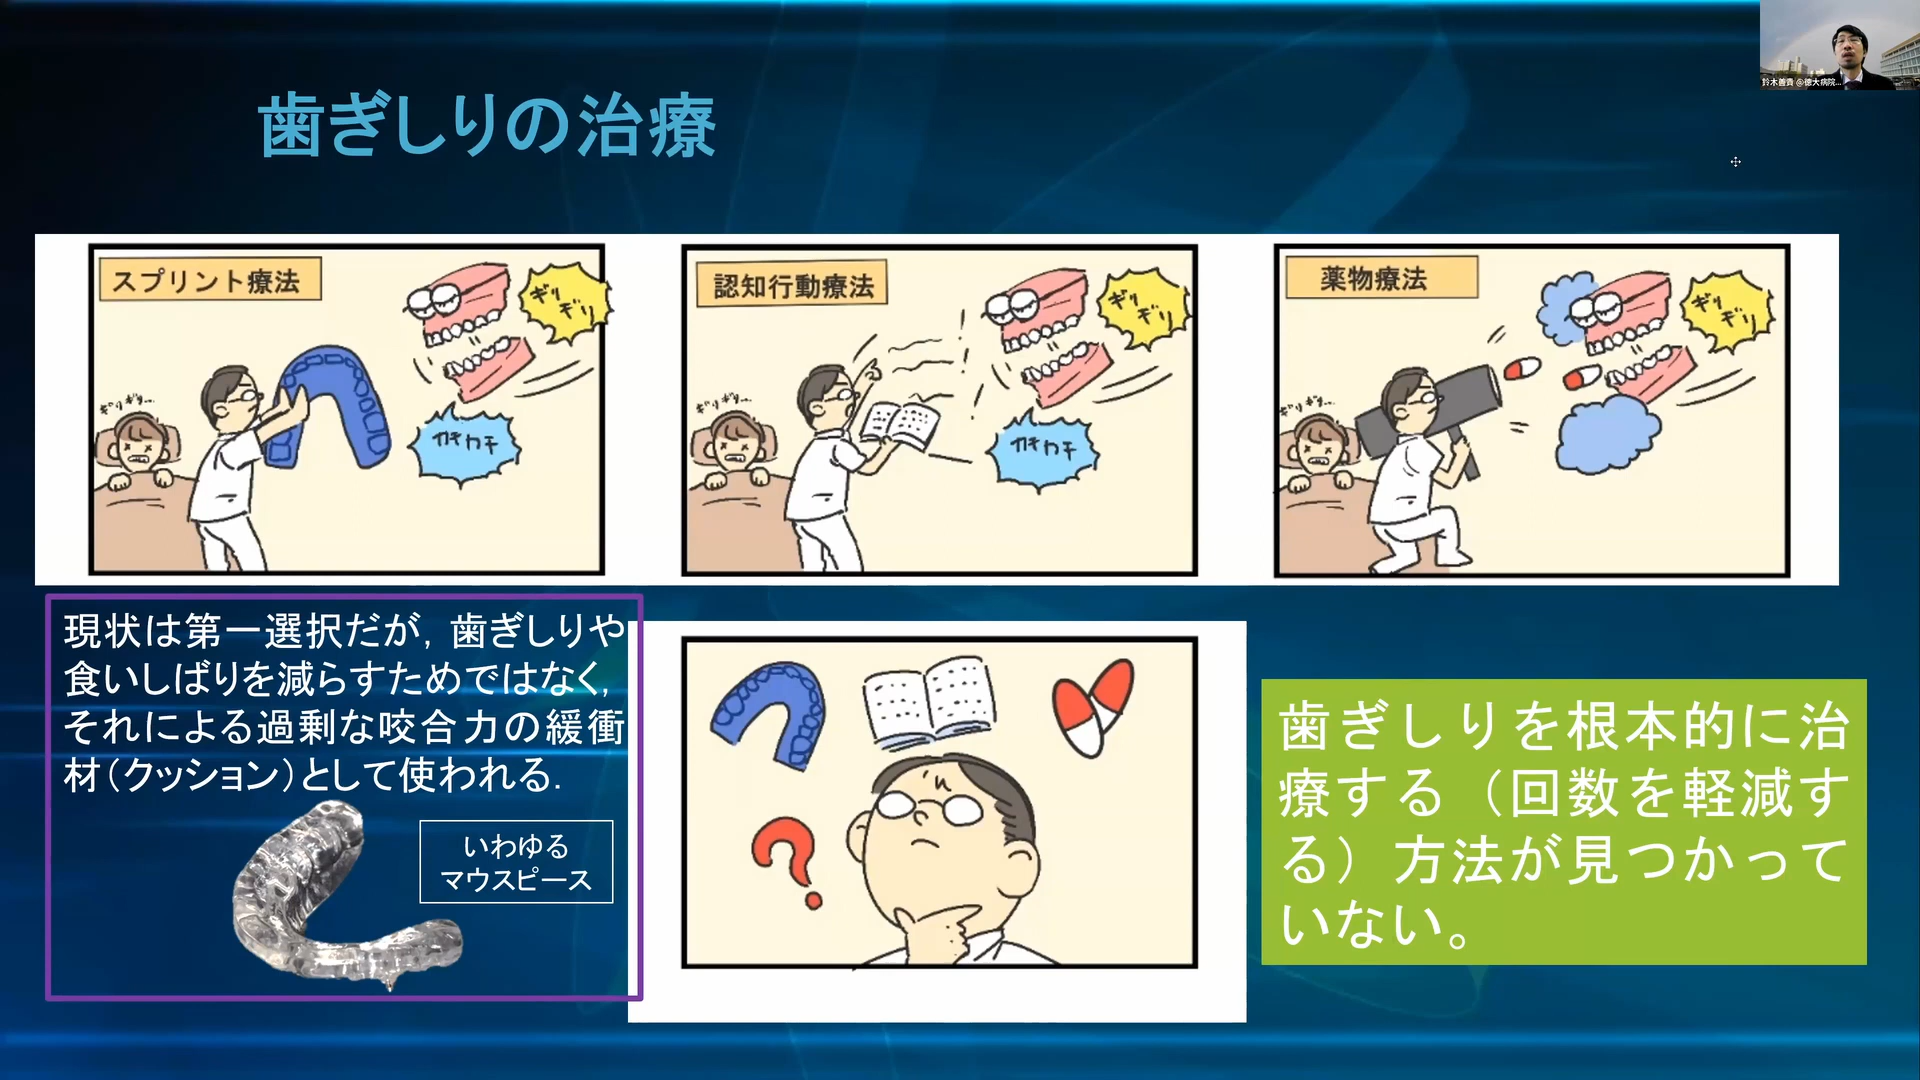 歯ぎしりの治療
鈴木善貴 @徳大病院...
スプリント療法
ギリ
ギリ
ギリギリ...
カチカチ
認知行動療法
ギリ
ギリ
ギリギリ...
カチカチ
薬物療法
ギリ
ギリ
ギリギリ...
現状は第一選択だが，歯ぎしりや
食いしばりを減らすためではなく，
それによる過剰な咬合力の緩衝
材（クッション）として使われる．
いわゆる
マウスピース
?
歯ぎしりを根本的に治
療する（回数を軽減す
る）方法が見つかって
いない。